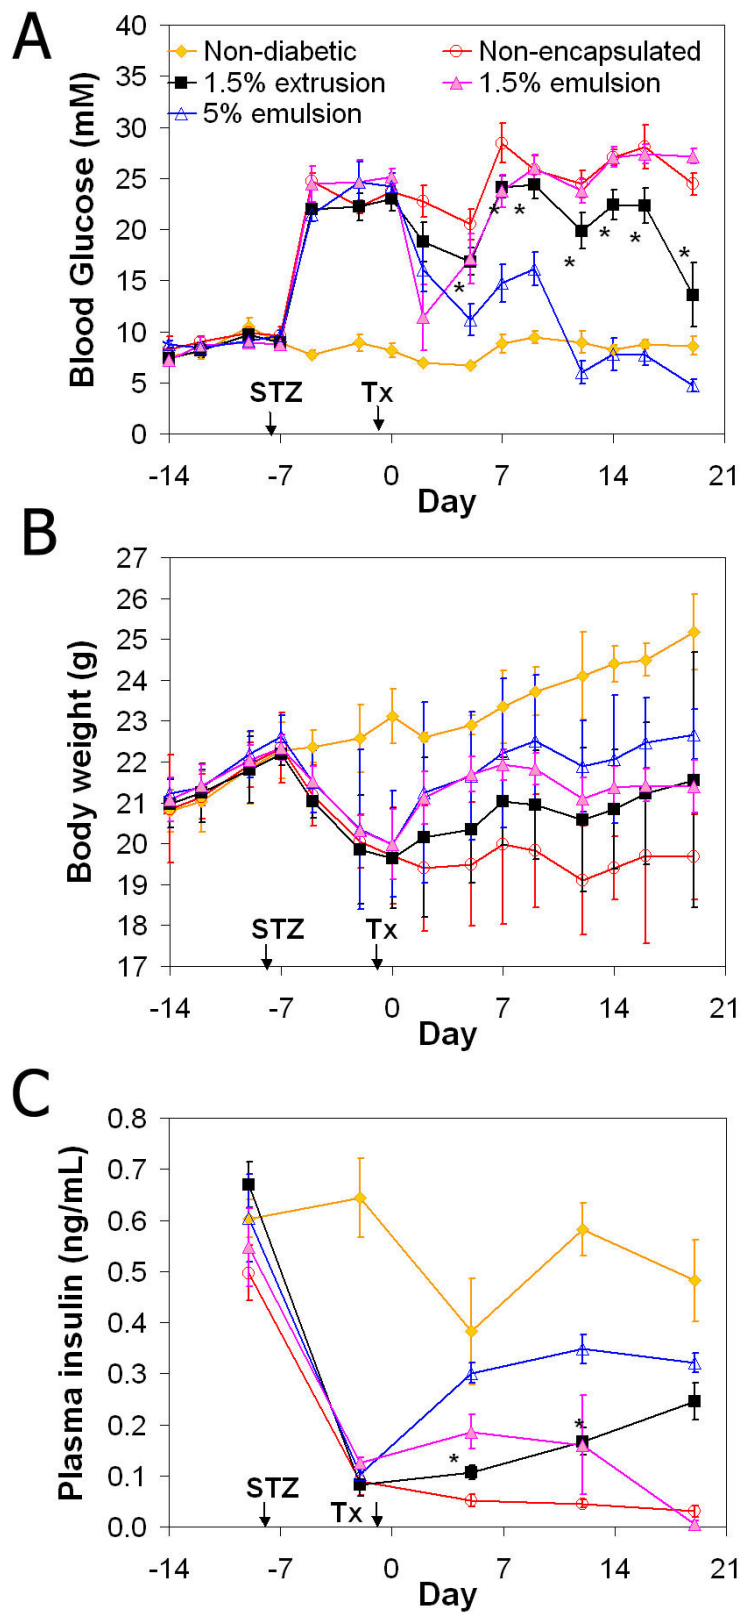 A
Blood Glucose (mM)
40
35
30
25
20
15
10
5
0
Non-diabetic
Non-encapsulated
1.5% extrusion
1.5% emulsion
5% emulsion
* * * * * * *
STZ
Tx
-14 -7 0 7 14 21
Day
B
Body weight (g)
27
26
25
24
23
22
21
20
19
18
17
STZ
Tx
-14 -7 0 7 14 21
Day
C
Plasma insulin (ng/mL)
0.8
0.7
0.6
0.5
0.4
0.3
0.2
0.1
0.0
* *
STZ
Tx
-14 -7 0 7 14 21
Day